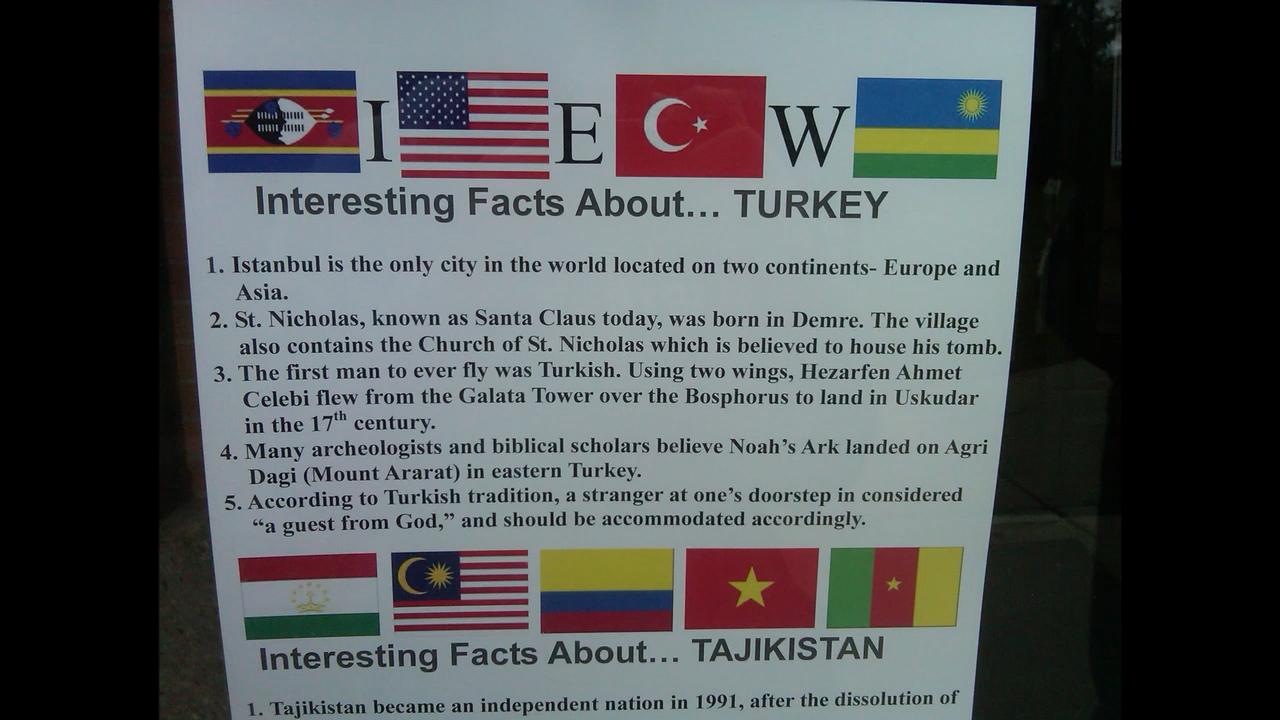 I E W
Interesting Facts About... TURKEY
1. Istanbul is the only city in the world located on two continents- Europe and
Asia.
2. St. Nicholas, known as Santa Claus today, was born in Demre. The village
also contains the Church of St. Nicholas which is believed to house his tomb.
3. The first man to ever fly was Turkish. Using two wings, Hezarfen Ahmet
Celebi flew from the Galata Tower over the Bosphorus to land in Uskudar
in the 17th century.
4. Many archeologists and biblical scholars believe Noah's Ark landed on Agri
Dagi (Mount Ararat) in eastern Turkey.
5. According to Turkish tradition, a stranger at one's doorstep in considered
"a guest from God," and should be accommodated accordingly.
Interesting Facts About... TAJIKISTAN
1. Tajikistan became an independent nation in 1991, after the dissolution of